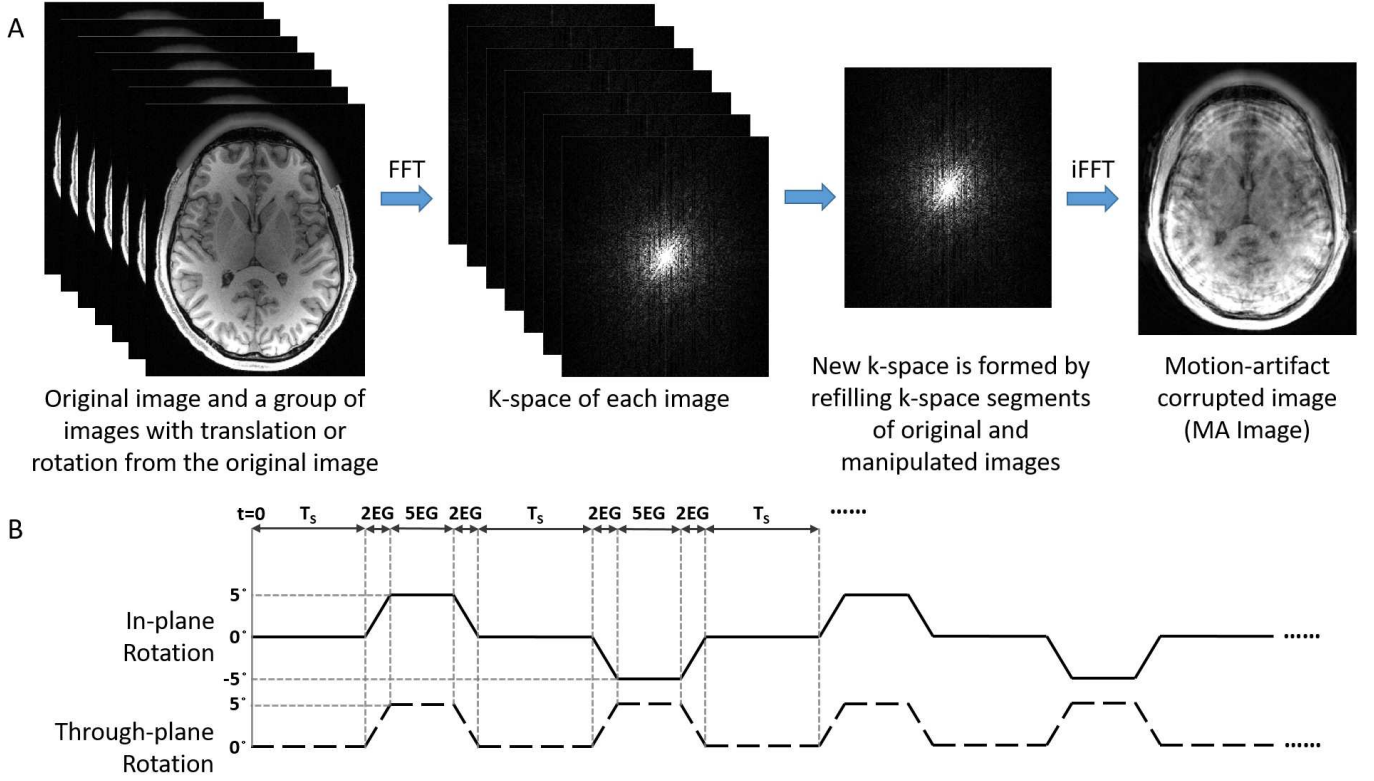 A
FFT
iFFT
Original image and a group of
images with translation or
rotation from the original image
K-space of each image
New k-space is formed by
refilling k-space segments
of original and
manipulated images
Motion-artifact
corrupted image
(MA Image)
B
t=0 Tₛ 2EG 5EG 2EG Tₛ 2EG 5EG 2EG Tₛ ······
In-plane
Rotation
5˚
0˚
-5˚
······
Through-plane
Rotation
5˚
0˚
······